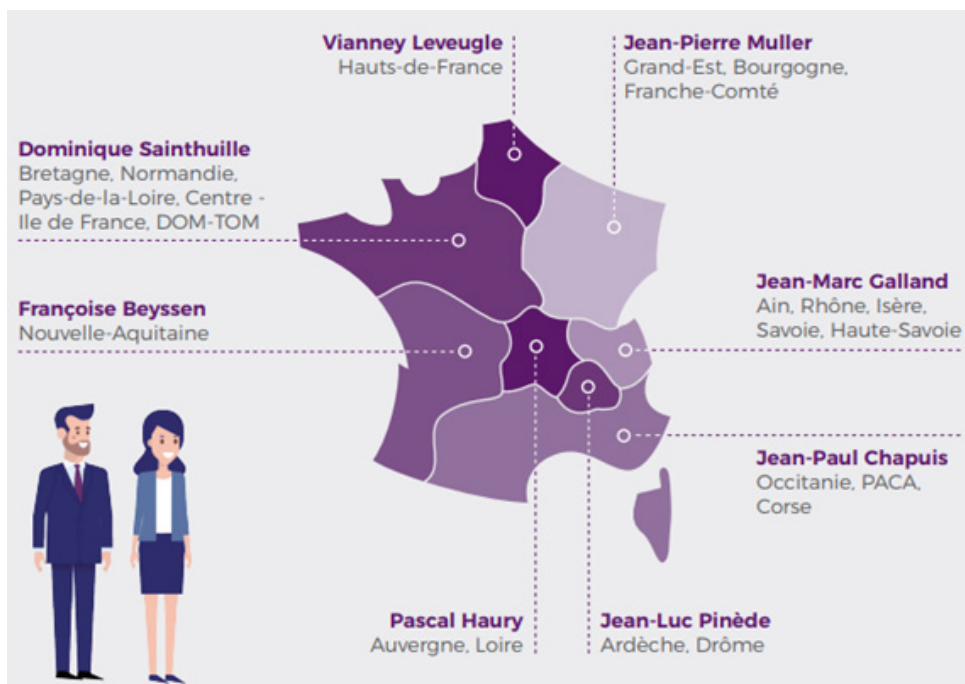 Vianney Leveugle
Hauts-de-France
Jean-Pierre Muller
Grand-Est, Bourgogne,
Franche-Comté
Dominique Sainthuille
Bretagne, Normandie,
Pays-de-la-Loire, Centre -
Ile de France, DOM-TOM
Françoise Beyssen
Nouvelle-Aquitaine
Jean-Marc Galland
Ain, Rhône, Isère,
Savoie, Haute-Savoie
Jean-Paul Chapuis
Occitanie, PACA,
Corse
Pascal Haury
Auvergne, Loire
Jean-Luc Pinède
Ardèche, Drôme